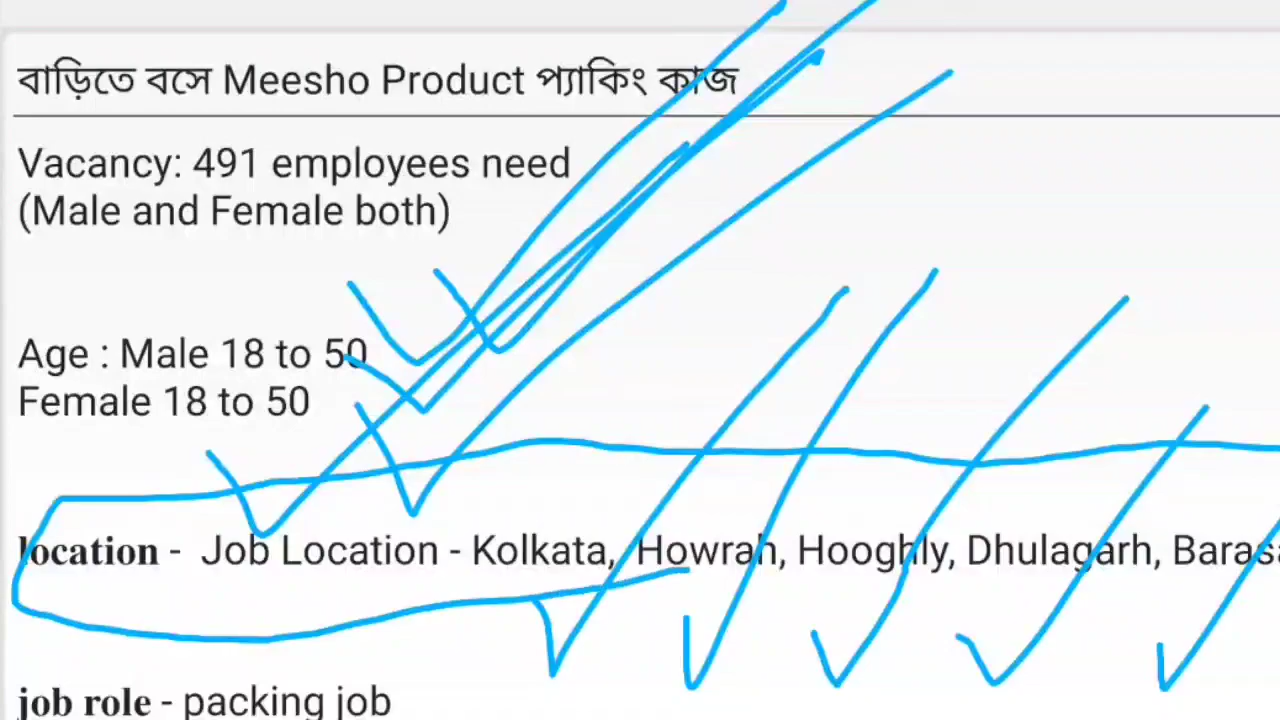 বাড়িতে বসে Meesho Product প্যাকিং কাজ
Vacancy: 491 employees need
(Male and Female both)
Age : Male 18 to 50
Female 18 to 50
location - Job Location - Kolkata, Howrah, Hooghly, Dhulagarh,
job role - packing job